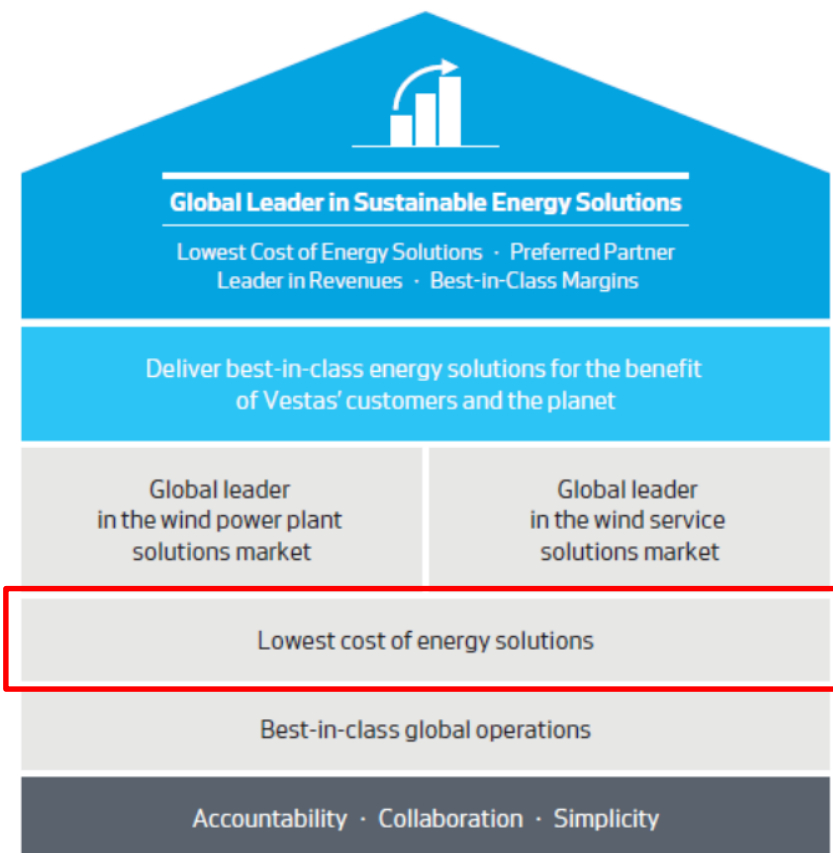 Global Leader in Sustainable Energy Solutions
Lowest Cost of Energy Solutions · Preferred Partner
Leader in Revenues · Best-in-Class Margins
Deliver best-in-class energy solutions for the benefit
of Vestas' customers and the planet
Global leader
in the wind power plant
solutions market
Global leader
in the wind service
solutions market
Lowest cost of energy solutions
Best-in-class global operations
Accountability · Collaboration · Simplicity